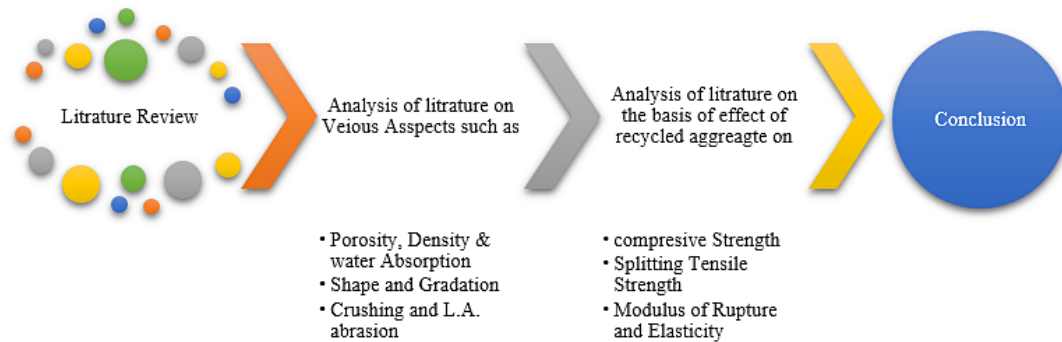 Litrature Review
Analysis of litrature on
Veious Asspects such as
• Porosity, Density &
water Absorption
• Shape and Gradation
• Crushing and L.A.
abrasion
Analysis of litrature on
the basis of effect of
recycled aggreagte on
• compresive Strength
• Splitting Tensile
Strength
• Modulus of Rupture
and Elasticity
Conclusion